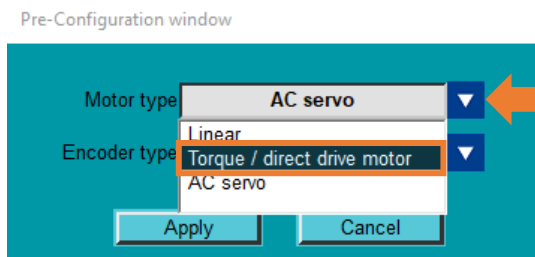 Pre-Configuration window
Motor type AC servo
Linear
Encoder type Torque / direct drive motor
AC servo
Apply Cancel